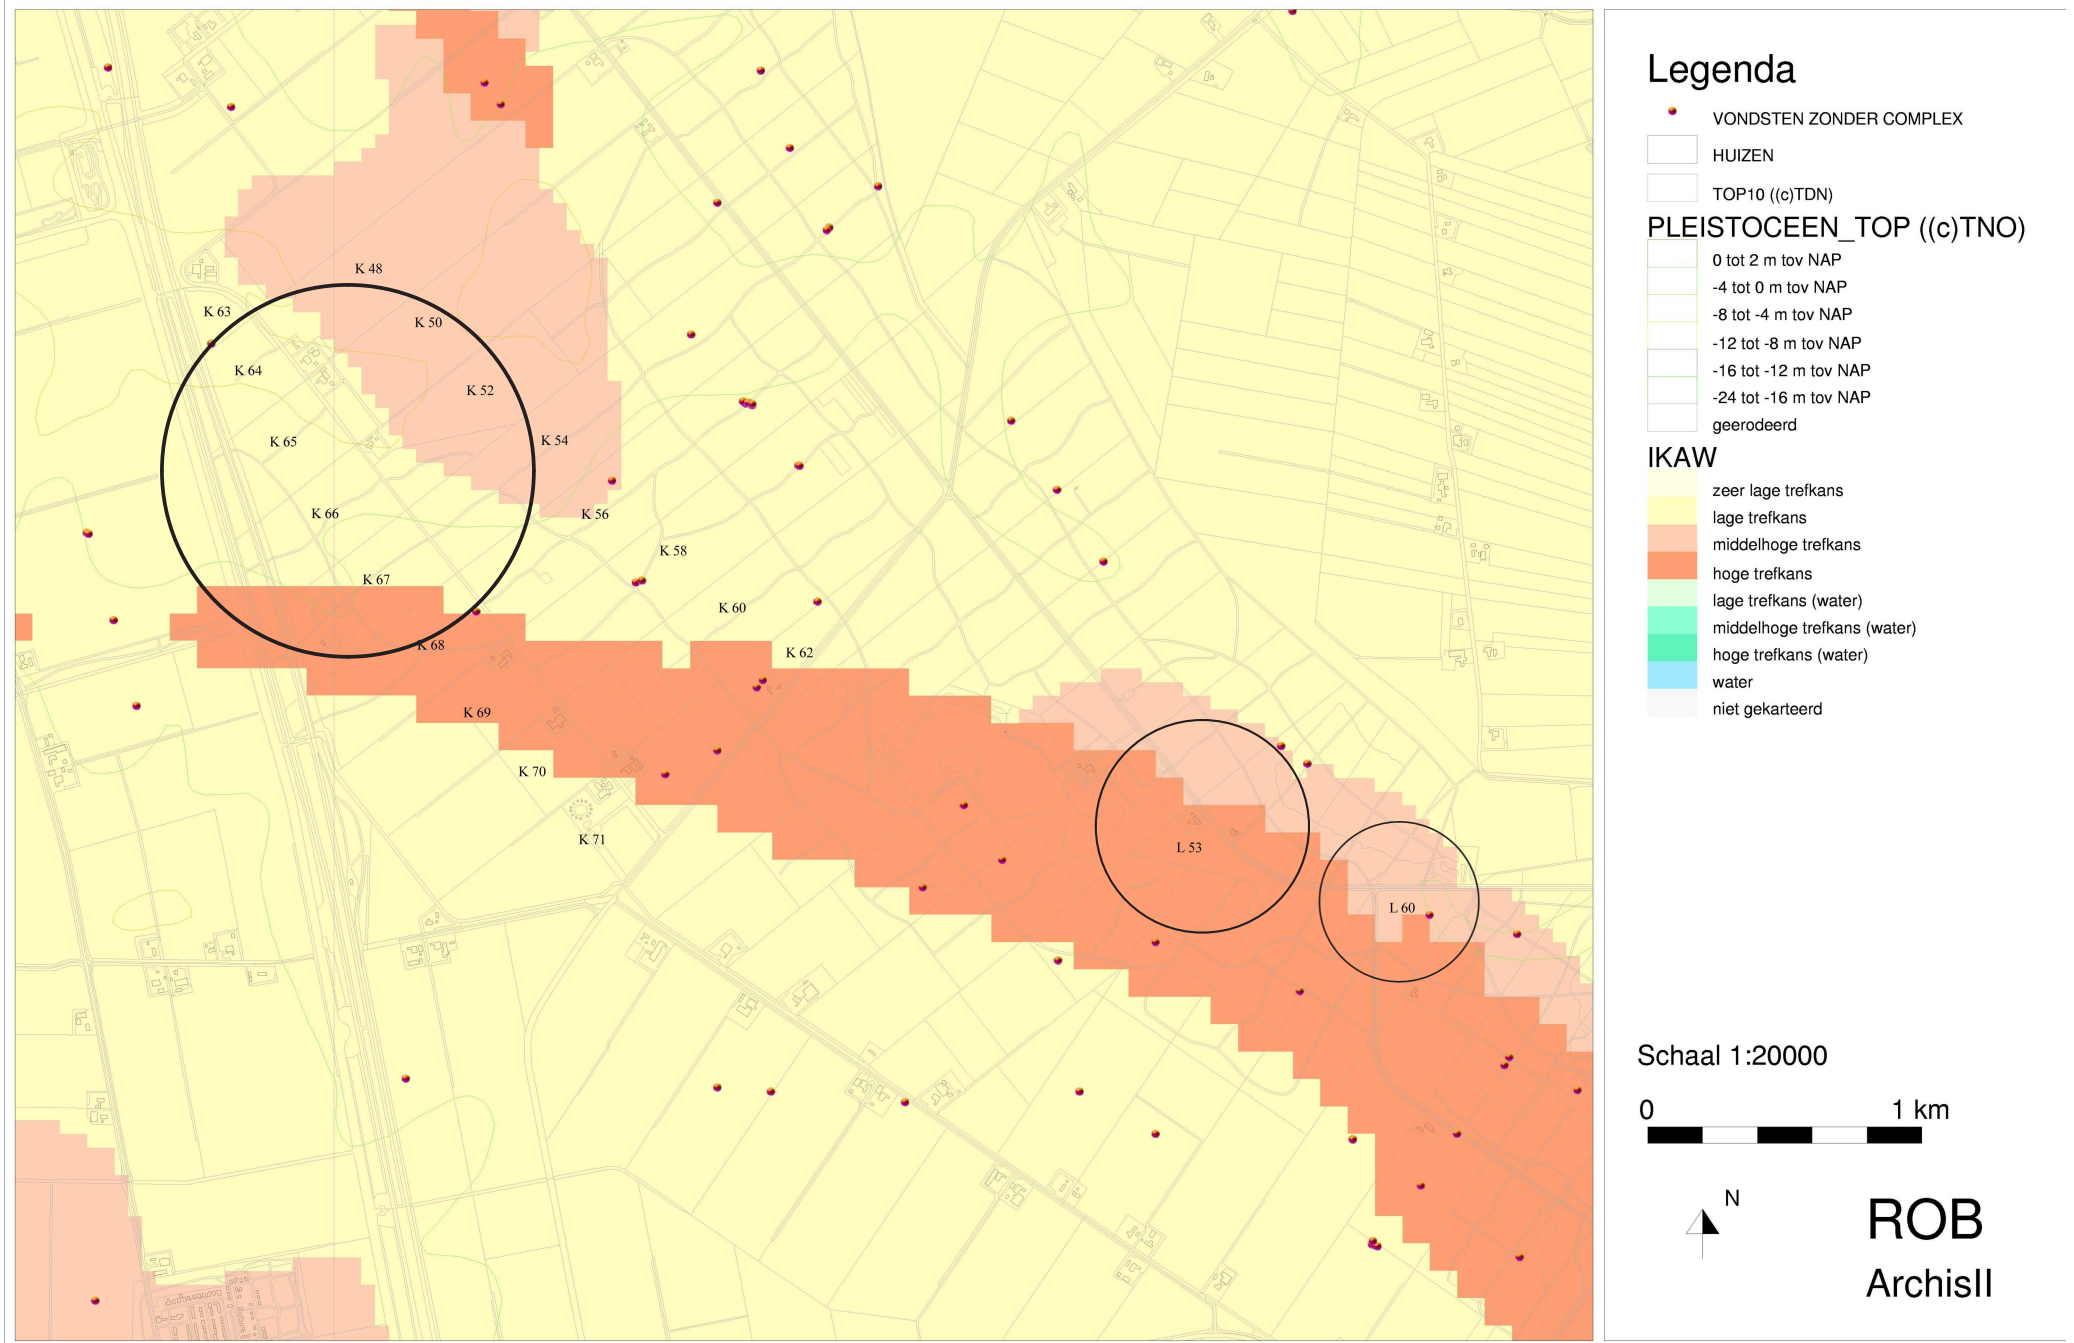 K 48
K 63
K 50
K 64
K 52
K 65
K 54
K 66
K 56
K 58
K 67
K 60
K 68
K 62
K 69
K 70
K 71
L 53
L 60
Legenda
VONDSTEN ZONDER COMPLEX
HUIZEN
TOP10 ((c)TDN)
PLEISTOCEEN_TOP ((c)TNO)
0 tot 2 m tov NAP
-4 tot 0 m tov NAP
-8 tot -4 m tov NAP
-12 tot -8 m tov NAP
-16 tot -12 m tov NAP
-24 tot -16 m tov NAP
geerodeerd
IKAW
zeer lage trefkans
lage trefkans
middelhoge trefkans
hoge trefkans
lage trefkans (water)
middelhoge trefkans (water)
hoge trefkans (water)
water
niet gekarteerd
Schaal 1:20000
0 1 km
N
ROB
ArchisII